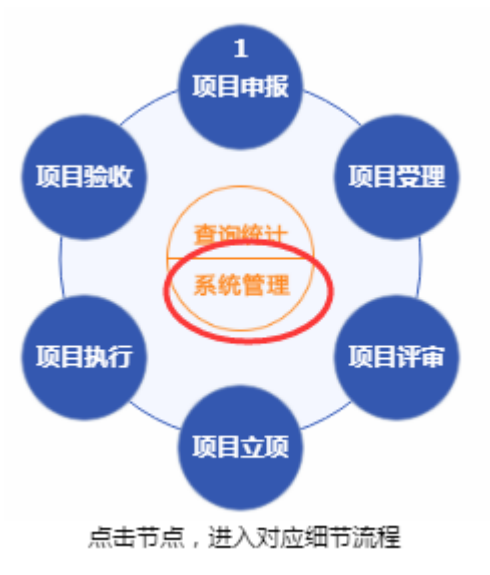 1
项目申报
项目验收
项目受理
查询统计
系统管理
项目执行
项目评审
项目立项
点击节点，进入对应细节流程